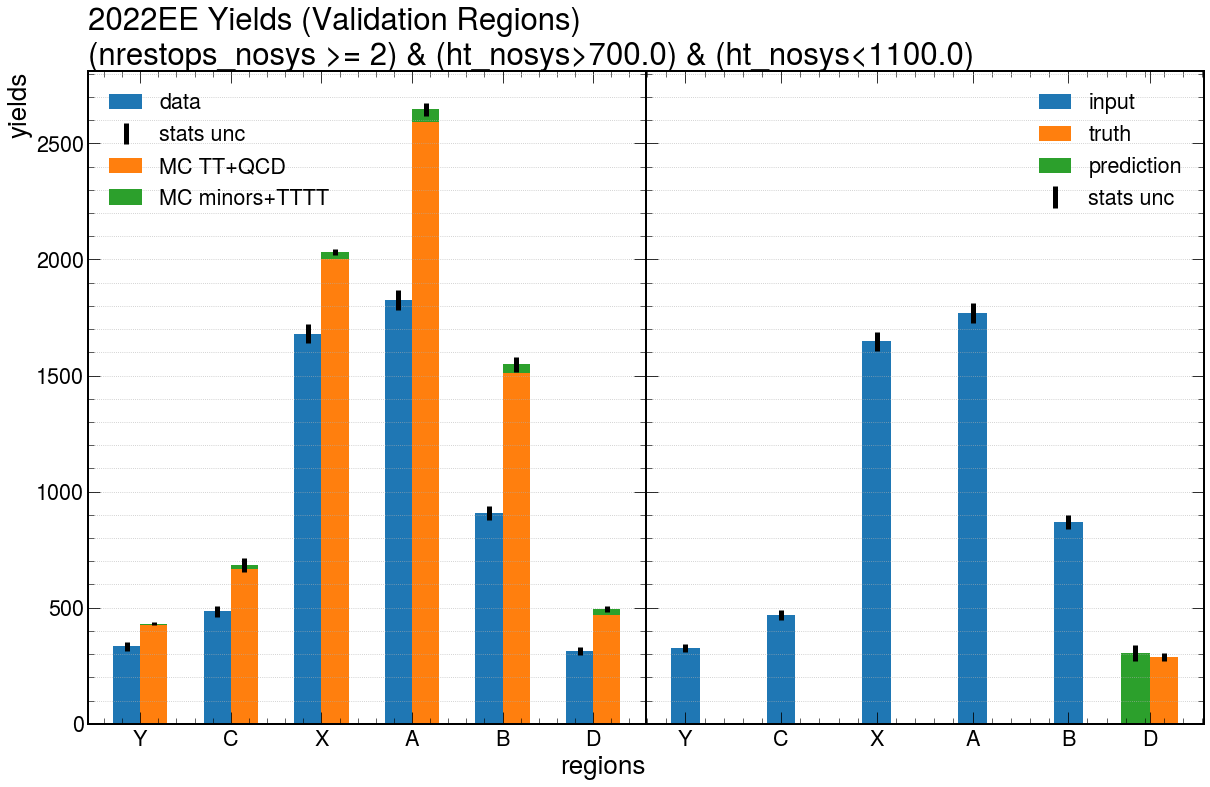 2022EE Yields (Validation Regions)
(nrestops_nosys >= 2) & (ht_nosys>700.0) & (ht_nosys<1100.0)
yields
data
stats unc
MC TT+QCD
MC minors+TTTT
input
truth
prediction
stats unc
2500
2000
1500
1000
500
0
Y C X A B D
Y C X A B D
regions